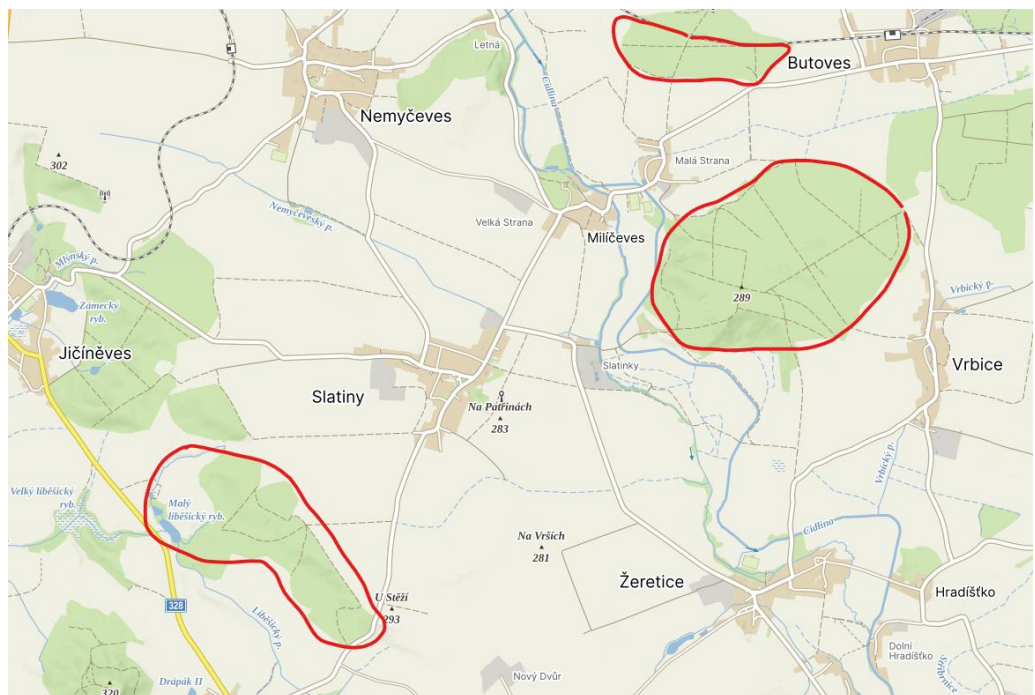 Letná
Cidlina
Butoves
Nemyčeves
302
Malá Strana
Nemyčeveský p.
Velká Strana
Milíčeves
Mlýnský p.
289
Vrbický p.
Zámecký
ryb.
Jičíněves
Slatinky
Vrbice
Slatiny
Na Patřinách
283
Velký liběšický
ryb.
Malý
liběšický ryb.
Vrbický p.
Na Vršich
281
Cidlina
Žeretice
328
U Stěží
293
Hradíšťko
Liběšický p.
Dolní
Hradíšťko
Nový Dvůr
Stříbrnice
Drápák II
320